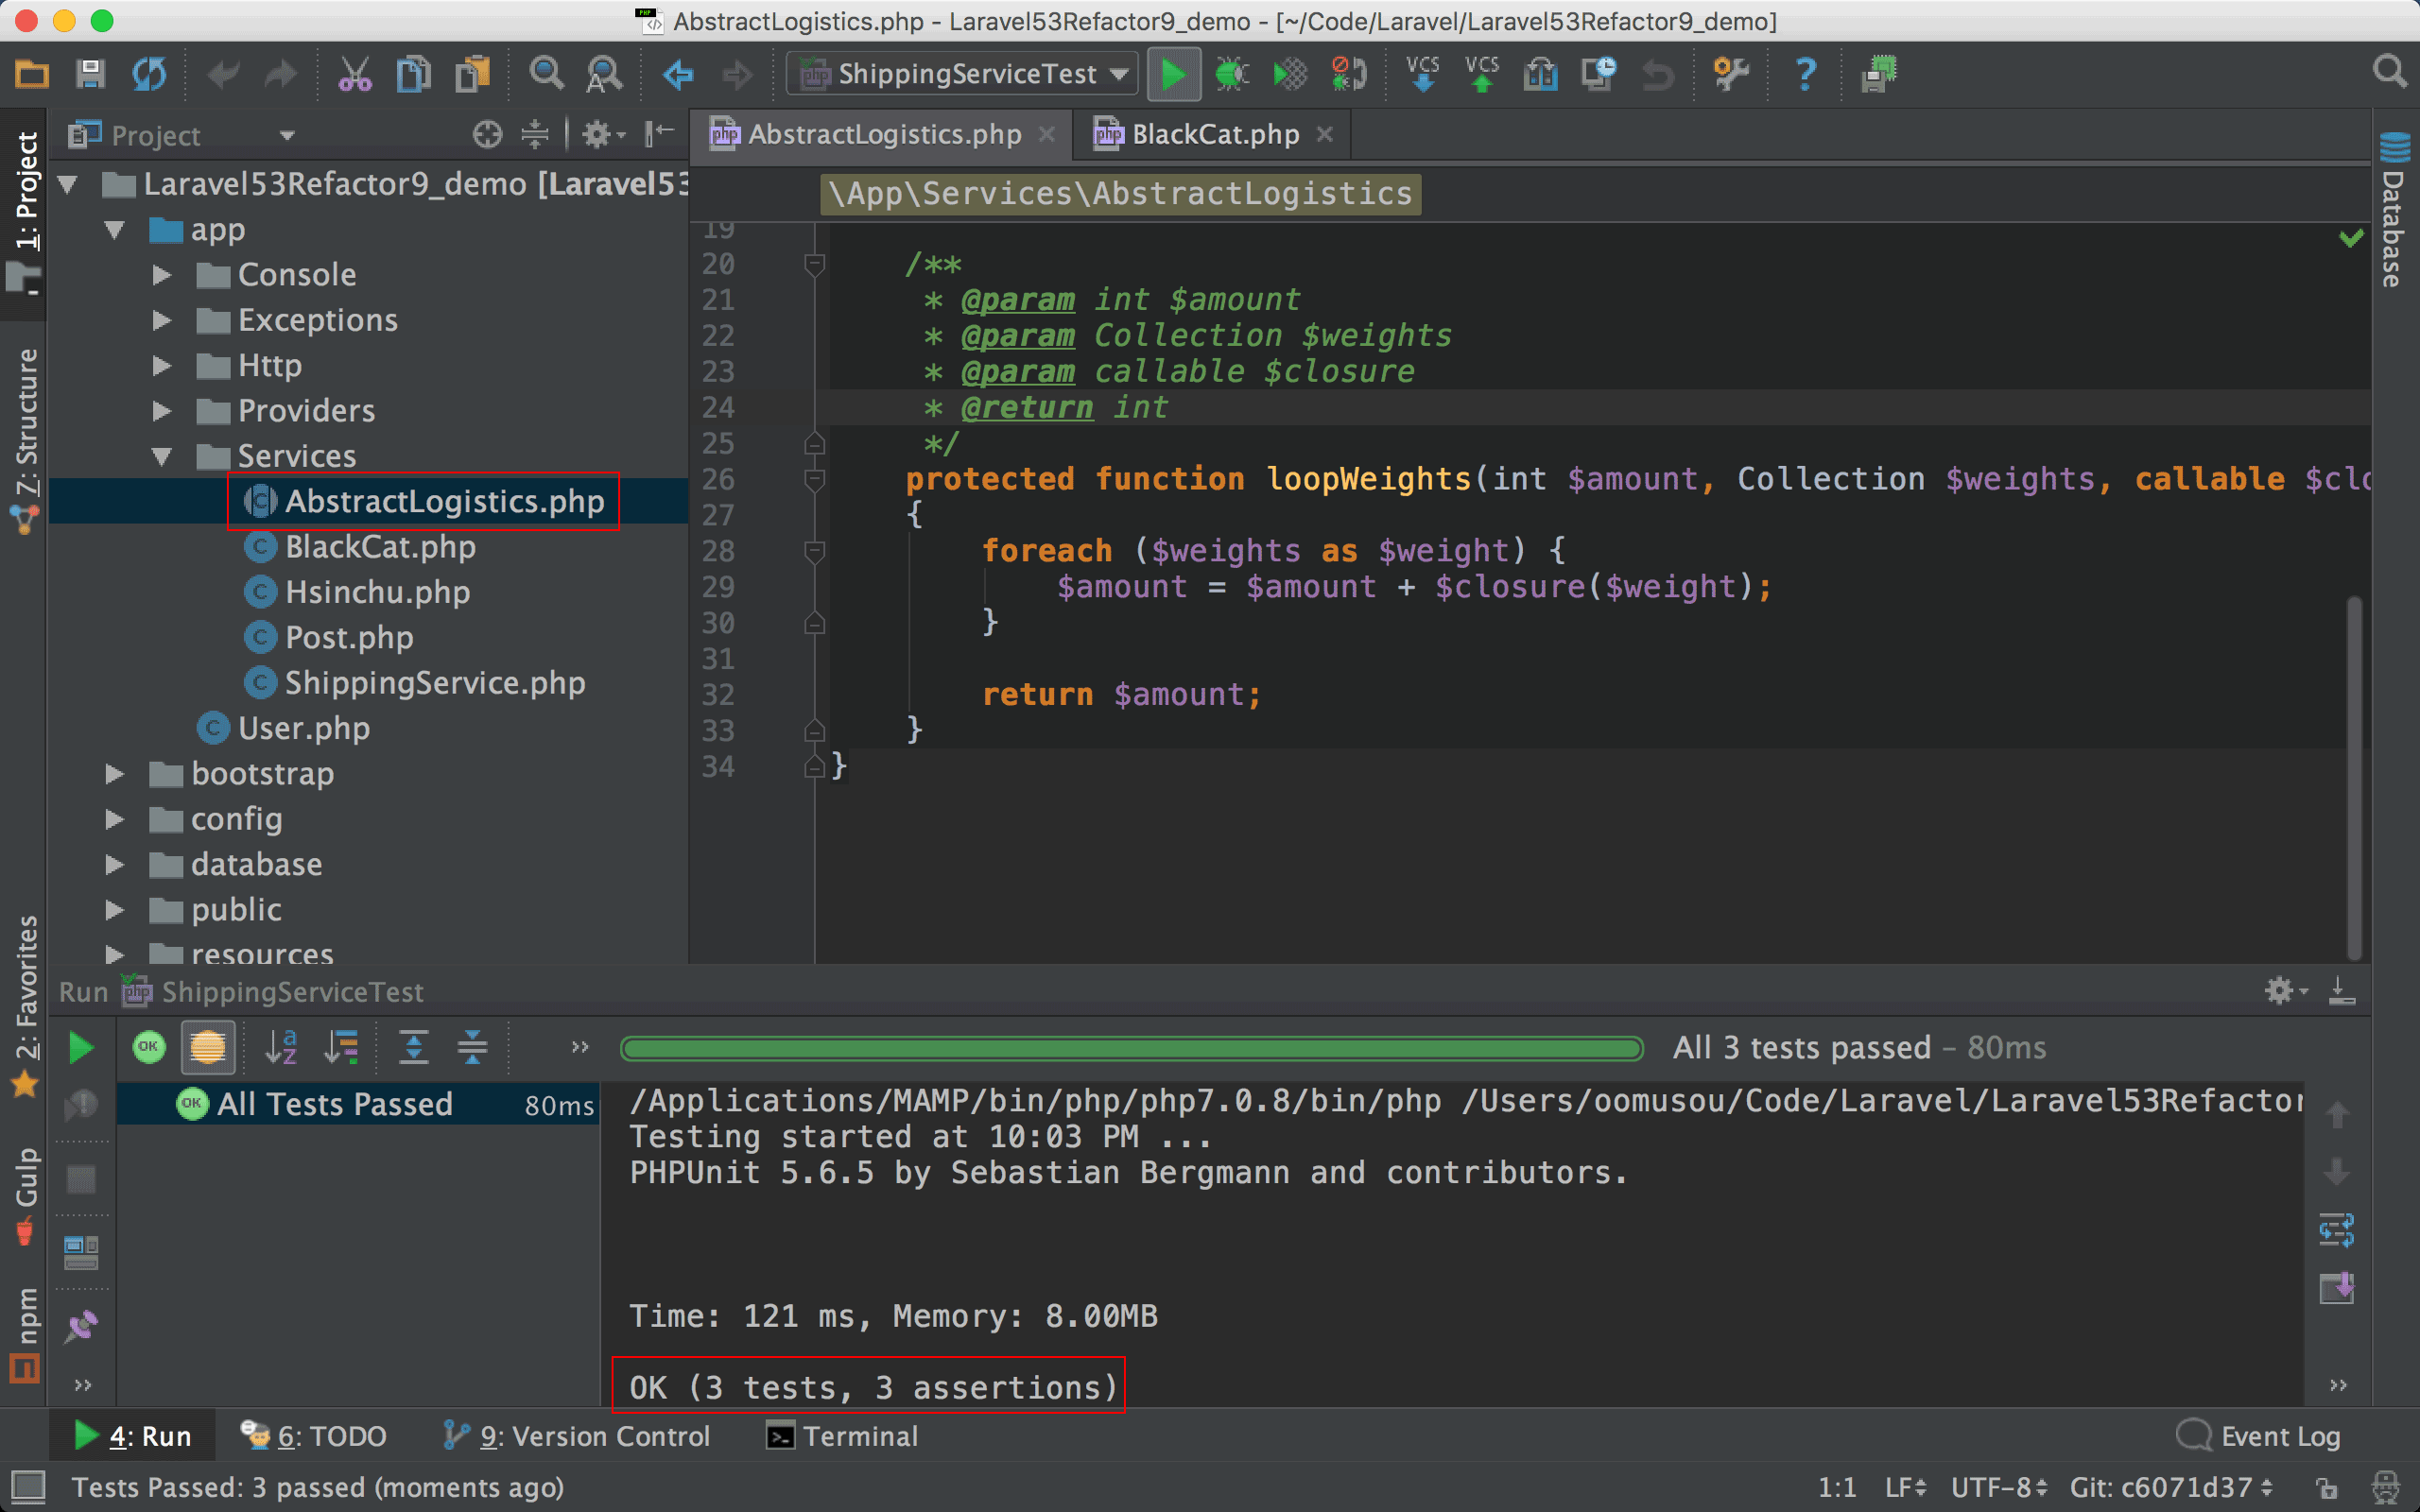 AbstractLogistics.php - Laravel53Refactor9_demo - [~/Code/Laravel/Laravel53Refactor9_demo]
ShippingServiceTest
VCS
VCS
1: Project
7: Structure
2: Favorites
Gulp
npm
Project
Laravel53Refactor9_demo [Laravel53
app
Console
Exceptions
Http
Providers
Services
AbstractLogistics.php
BlackCat.php
Hsinchu.php
Post.php
ShippingService.php
User.php
bootstrap
config
database
public
resources
AbstractLogistics.php
BlackCat.php
\App\Services\AbstractLogistics
19
20 /**
21 * @param int $amount
22 * @param Collection $weights
23 * @param callable $closure
24 * @return int
25 */
26 protected function loopWeights(int $amount, Collection $weights, callable $clo
27 {
28 foreach ($weights as $weight) {
29 $amount = $amount + $closure($weight);
30 }
31
32 return $amount;
33 }
34 }
Database
Run ShippingServiceTest
All 3 tests passed – 80ms
OK All Tests Passed 80ms
/Applications/MAMP/bin/php/php7.0.8/bin/php /Users/oomusou/Code/Laravel/Laravel53Refactor
Testing started at 10:03 PM ...
PHPUnit 5.6.5 by Sebastian Bergmann and contributors.
Time: 121 ms, Memory: 8.00MB
OK (3 tests, 3 assertions)
4: Run
6: TODO
9: Version Control
Terminal
Event Log
Tests Passed: 3 passed (moments ago)
1:1 LF UTF-8 Git: c6071d37